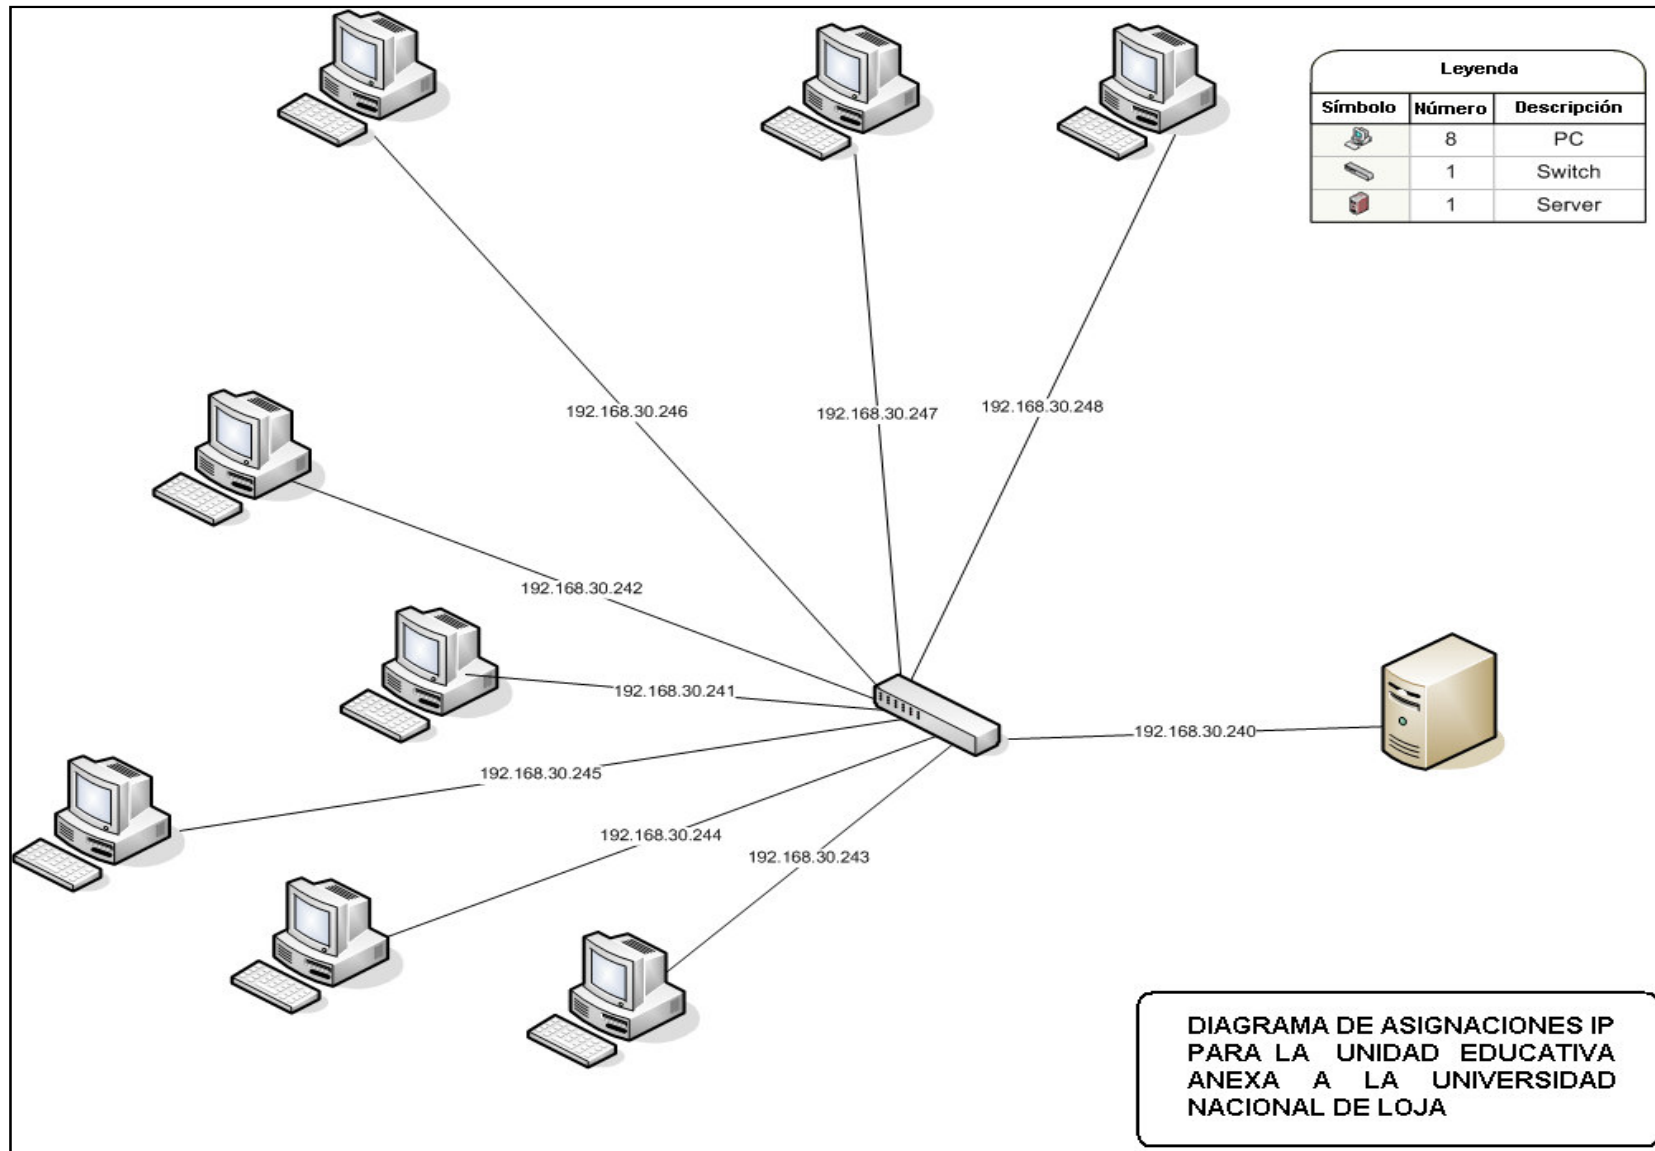 Leyenda
Símbolo Número Descripción
8 PC
1 Switch
1 Server
192.168.30.246
192.168.30.247
192.168.30.248
192.168.30.242
192.168.30.241
192.168.30.240
192.168.30.245
192.168.30.244
192.168.30.243
DIAGRAMA DE ASIGNACIONES IP
PARA LA UNIDAD EDUCATIVA
ANEXA A LA UNIVERSIDAD
NACIONAL DE LOJA